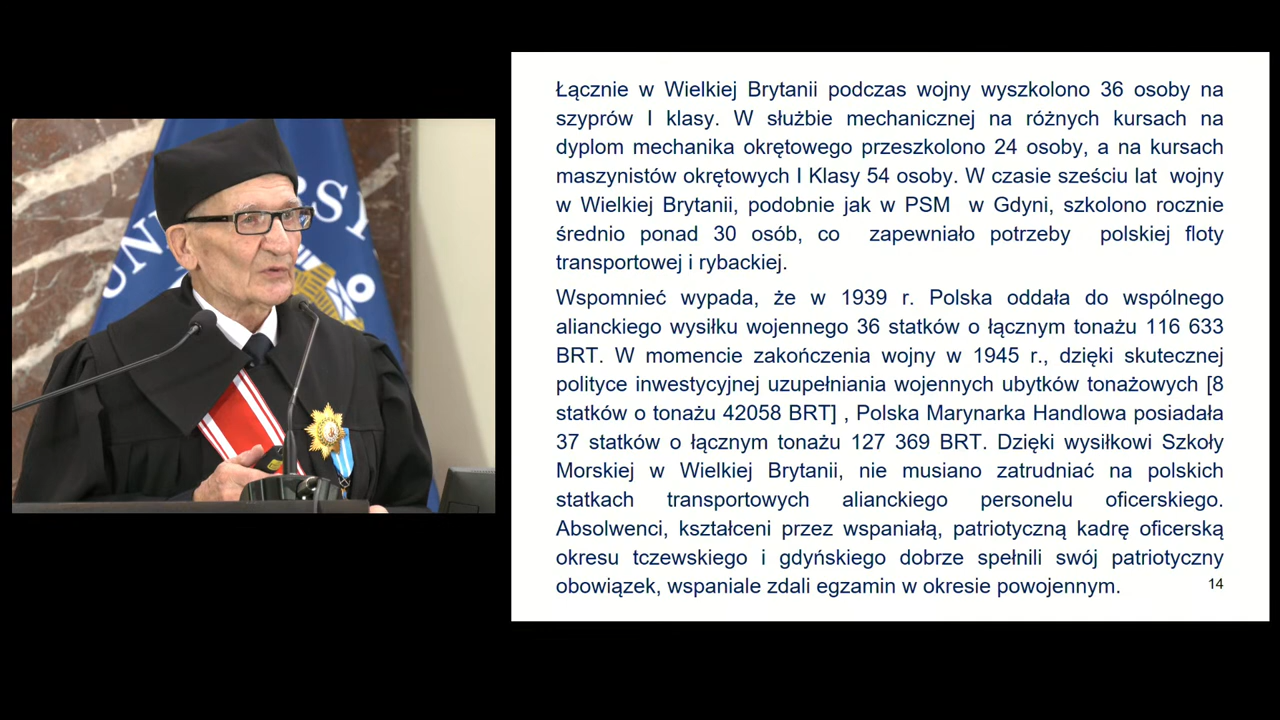 UN RSY
Łącznie w Wielkiej Brytanii podczas wojny wyszkolono 36 osoby na
szyprów I klasy. W służbie mechanicznej na różnych kursach na
dyplom mechanika okrętowego przeszkolono 24 osoby, a na kursach
maszynistów okrętowych I Klasy 54 osoby. W czasie sześciu lat wojny
w Wielkiej Brytanii, podobnie jak w PSM w Gdyni, szkolono rocznie
średnio ponad 30 osób, co zapewniało potrzeby polskiej floty
transportowej i rybackiej.
Wspomnieć wypada, że w 1939 r. Polska oddała do wspólnego
alianckiego wysiłku wojennego 36 statków o łącznym tonażu 116 633
BRT. W momencie zakończenia wojny w 1945 r., dzięki skutecznej
polityce inwestycyjnej uzupełniania wojennych ubytków tonażowych [8
statków o tonażu 42058 BRT] , Polska Marynarka Handlowa posiadała
37 statków o łącznym tonażu 127 369 BRT. Dzięki wysiłkowi Szkoły
Morskiej w Wielkiej Brytanii, nie musiano zatrudniać na polskich
statkach transportowych alianckiego personelu oficerskiego.
Absolwenci, kształceni przez wspaniałą, patriotyczną kadrę oficerską
okresu tczewskiego i gdyńskiego dobrze spełnili swój patriotyczny
obowiązek, wspaniale zdali egzamin w okresie powojennym.
14